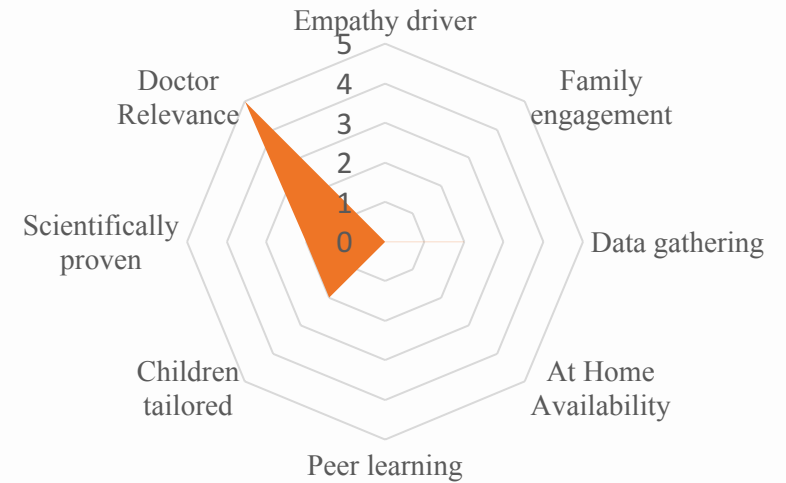 Empathy driver
5
Doctor
Relevance
4
Family
engagement
3
2
1
Scientifically
proven
0
Data gathering
Children
tailored
At Home
Availability
Peer learning